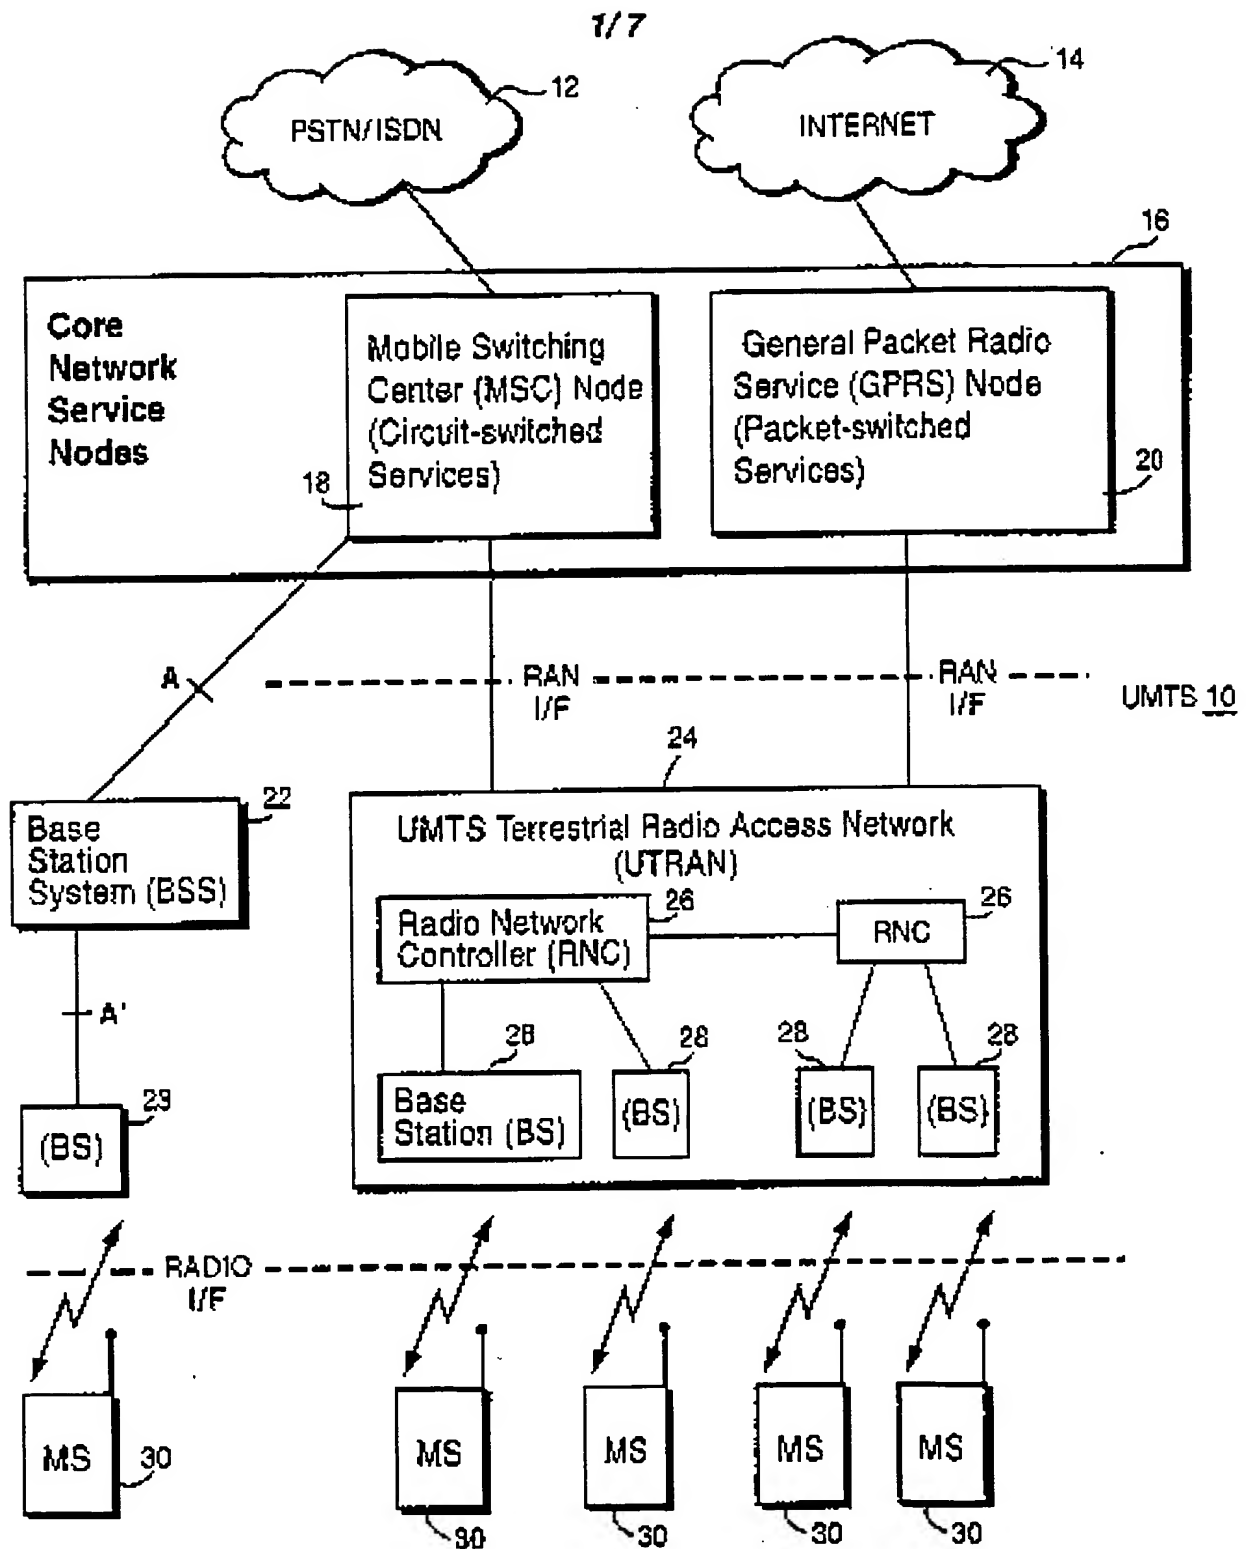 1/7
12
14
PSTN/ISDN
INTERNET
16
Core
Network
Service
Nodes
Mobile Switching
Center (MSC) Node
(Circuit-switched
Services)
18
General Packet Radio
Service (GPRS) Node
(Packet-switched
Services)
20
A
RAN
I/F
RAN
I/F
UMTS 10
24
22
Base
Station
System (BSS)
UMTS Terrestrial Radio Access Network
(UTRAN)
26
Radio Network
Controller (RNC)
26
RNC
A'
28
28
28
28
Base
Station (BS)
(BS)
(BS)
(BS)
23
(BS)
RADIO
I/F
MS
30
MS
30
MS
30
MS
30
MS
30